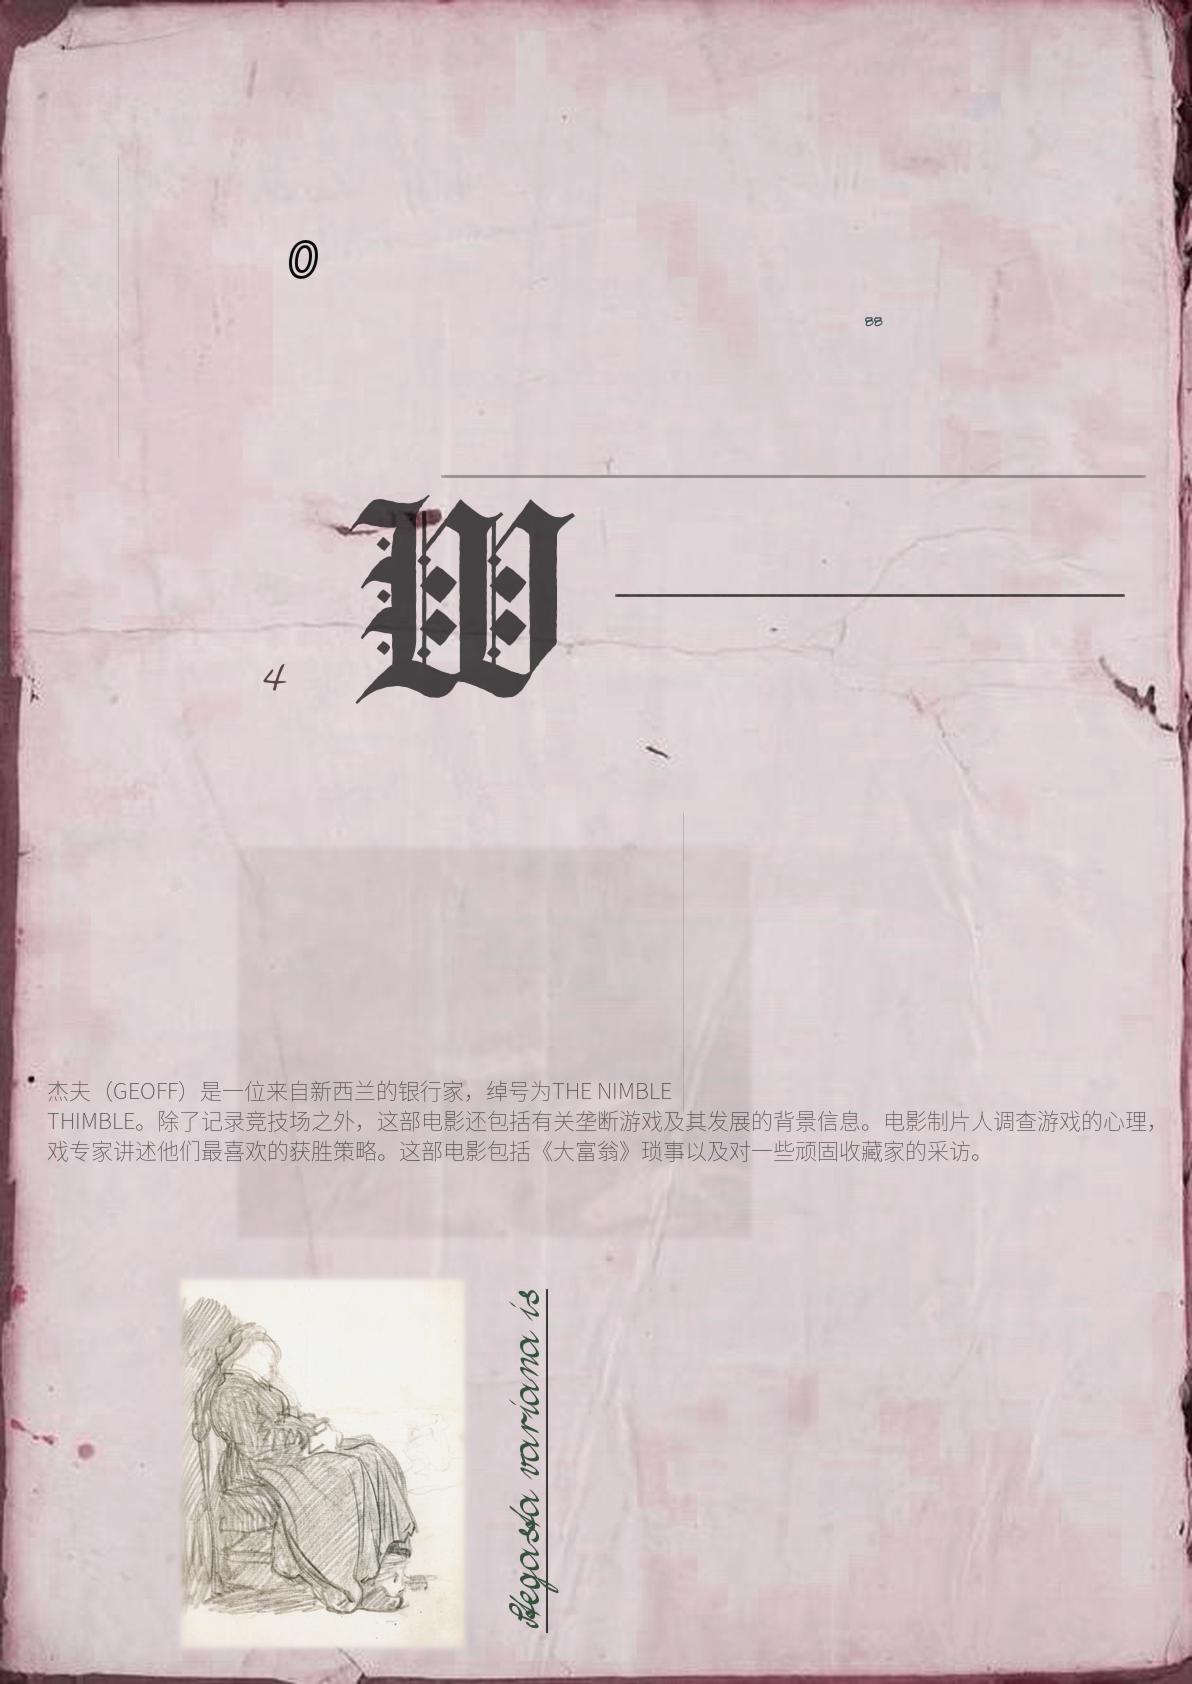 0
88
W
4
杰夫（GEOFF）是一位来自新西兰的银行家，绰号为THE NIMBLE
THIMBLE。除了记录竞技场之外，这部电影还包括有关垄断游戏及其发展的背景信息。电影制片人调查游戏的心理，
戏专家讲述他们最喜欢的获胜策略。这部电影包括《大富翁》琐事以及对一些顽固收藏家的采访。
Stegasta variana is